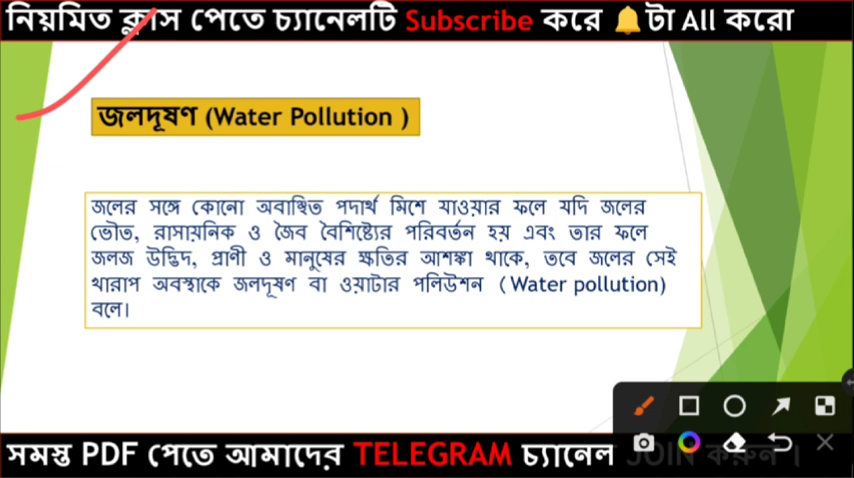 নিয়মিত ক্লাস পেতে চ্যানেলটি Subscribe করে 🔔টা All করো
জলদূষণ (Water Pollution )
জলের সঙ্গে কোনো অবাঞ্ছিত পদার্থ মিশে যাওয়ার ফলে যদি জলের
ভৌত, রাসায়নিক ও জৈব বৈশিষ্ট্যের পরিবর্তন হয় এবং তার ফলে
জলজ উদ্ভিদ, প্রাণী ও মানুষের ক্ষতির আশঙ্কা থাকে, তবে জলের সেই
খারাপ অবস্থাকে জলদূষণ বা ওয়াটার পলিউশন ( Water pollution)
বলে।
সমস্ত PDF পেতে আমাদের TELEGRAM চ্যানেল JOIN করুন ।